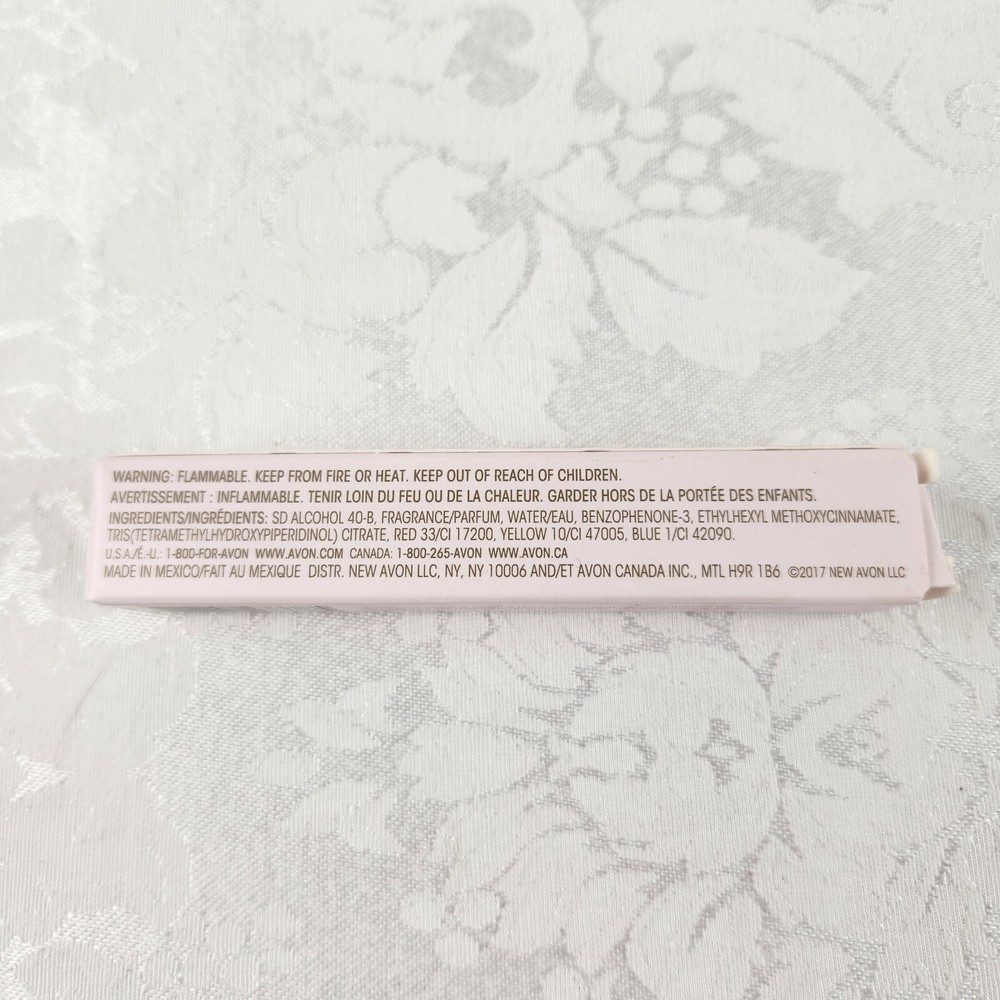 WARNING: FLAMMABLE. KEEP FROM FIRE OR HEAT. KEEP OUT OF REACH OF CHILDREN.
AVERTISSEMENT : INFLAMMABLE. TENIR LOIN DU FEU OU DE LA CHALEUR. GARDER HORS DE LA PORTÉE DES ENFANTS.
INGREDIENTS/INGRÉDIENTS: SD ALCOHOL 40-B, FRAGRANCE/PARFUM, WATER/EAU, BENZOPHENONE-3, ETHYLHEXYL METHOXYCINNAMATE,
TRIS(TETRAMETHYLHYDROXYPIPERIDINOL) CITRATE, RED 33/CI 17200, YELLOW 10/CI 47005, BLUE 1/CI 42090.
U.S.A./É.-U.: 1-800-FOR-AVON WWW.AVON.COM CANADA: 1-800-265-AVON WWW.AVON.CA
MADE IN MEXICO/FAIT AU MEXIQUE DISTR. NEW AVON LLC, NY, NY 10006 AND/ET AVON CANADA INC., MTL H9R 1B6 ©2017 NEW AVON LLC